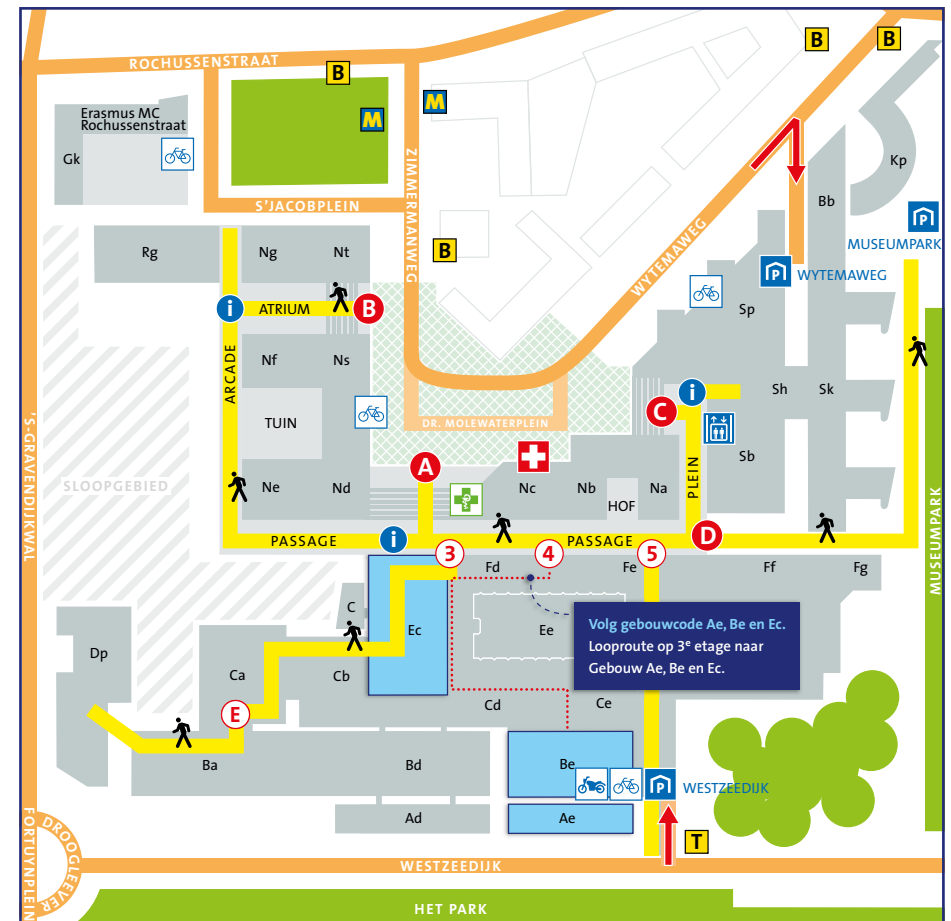 ROCHUSSENSTRAAT
B
B
B
M
M
Erasmus MC
Rochussenstraat
Gk
ZIMMERMANWEG
S'JACOBPLEIN
B
WYTEMAWEG
Kp
Bb
P
MUSEUMPARK
P
WYTEMAWEG
Rg
Ng
Nt
i
ATRIUM
B
Sp
ARCADE
Nf
Ns
TUIN
DR. MOLEWATERPLEIN
i
C
Sh
Sk
'S-GRAVENDIJKWAL
SLOOPGEBIED
A
Ne
Nd
Nc
Nb
Na
HOF
PLEIN
Sb
PASSAGE
i
PASSAGE
D
MUSEUMPARK
3
4
5
Fd
Fe
Ff
Fg
C
Ec
Ee
Volg gebouwcode Ae, Be en Ec.
Looproute op 3e etage naar
Gebouw Ae, Be en Ec.
Dp
Ca
Cb
Cd
Ce
E
Ba
Bd
Be
P
WESTZEEDIJK
Ad
Ae
T
DROOGLEEVER
FORTUYNPLEIN
WESTZEEDIJK
HET PARK